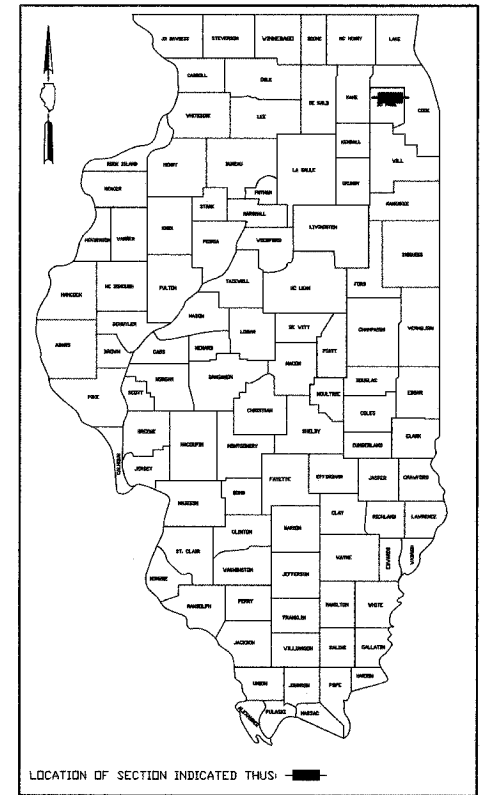 JO DAVIESS STEPHENSON WINNEBAGO BOONE MC HENRY LAKE
CARROLL OGLE
DE KALB KANE COOK
WHITESIDE LEE
KENDALL
ROCK ISLAND HENRY BUREAU LA SALLE GRUNDY WILL
MERCER PUTNAM KANKAKEE
STARK MARSHALL
HENDERSON WARREN KNOX PEORIA WOODFORD LIVINGSTON IROQUOIS
TAZEWELL FORD
HANCOCK MC DONOUGH FULTON MC LEAN
MASON CHAMPAIGN VERMILION
SCHUYLER LOGAN DE WITT
ADAMS BROWN CASS MENARD MACON PIATT
MORGAN SANGAMON DOUGLAS EDGAR
PIKE SCOTT CHRISTIAN MOULTRIE COLES
GREENE MACOUPIN MONTGOMERY SHELBY CUMBERLAND CLARK
CALHOUN JERSEY
FAYETTE EFFINGHAM JASPER CRAWFORD
MADISON BOND
CLAY RICHLAND LAWRENCE
CLINTON MARION
ST. CLAIR WAYNE EDWARDS WABASH
WASHINGTON JEFFERSON
MONROE
RANDOLPH PERRY HAMILTON WHITE
FRANKLIN
JACKSON WILLIAMSON SALINE GALLATIN
UNION JOHNSON POPE HARDIN
ALEXANDER PULASKI MASSAC
LOCATION OF SECTION INDICATED THUS: